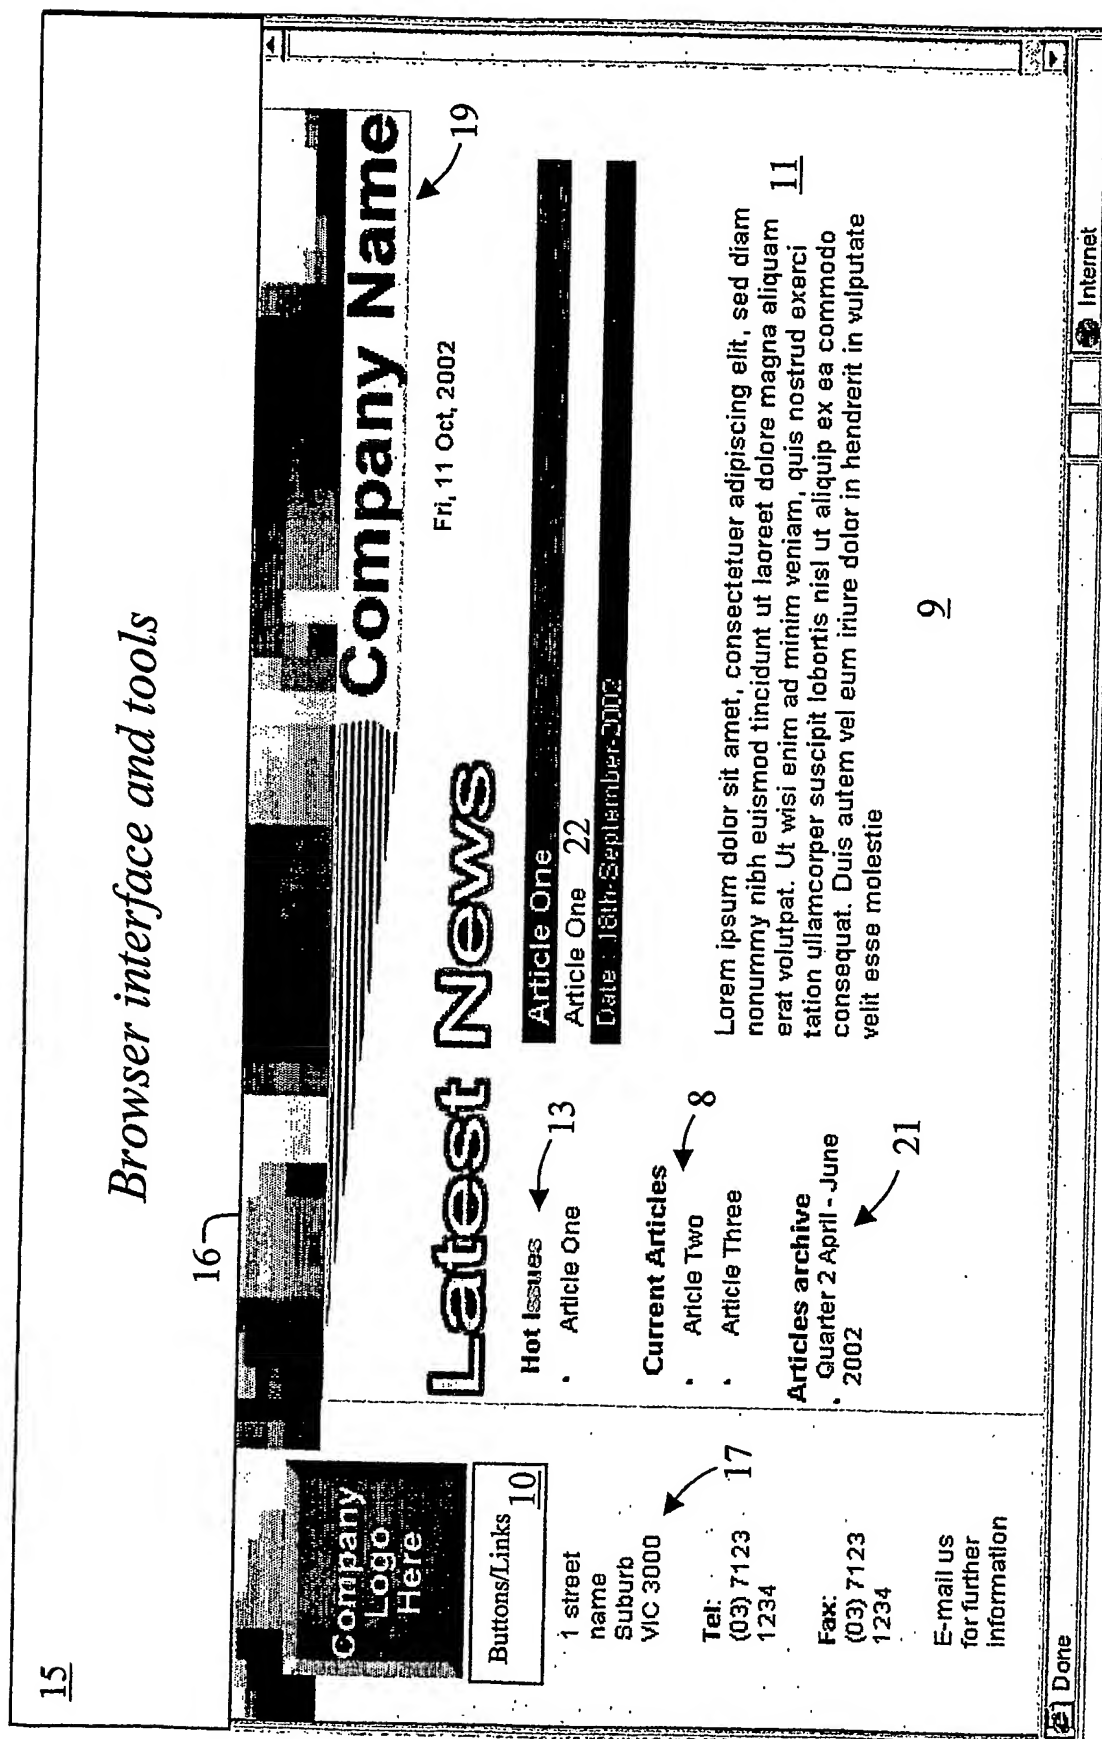 15
Browser interface and tools
16
Company
Logo
Here
Buttons/Links 10
1 street
name
Suburb
VIC 3000
17
Tel:
(03) 7123
1234
Fax:
(03) 7123
1234
E-mail us
for further
information
Company Name
19
Latest News
Fri, 11 Oct, 2002
Hot Issues
13
• Article One
Current Articles
8
• Aricle Two
• Article Three
Articles archive
• Quarter 2 April - June
2002
21
Article One
Article One 22
Date : 18th-September-2002
Lorem ipsum dolor sit amet, consectetuer adipiscing elit, sed diam
nonummy nibh euismod tincidunt ut laoreet dolore magna aliquam
erat volutpat. Ut wisi enim ad minim veniam, quis nostrud exerci
tation ullamcorper suscipit lobortis nisl ut aliquip ex ea commodo
consequat. Duis autem vel eum iriure dolor in hendrerit in vulputate
velit esse molestie
11
9
Done
Internet